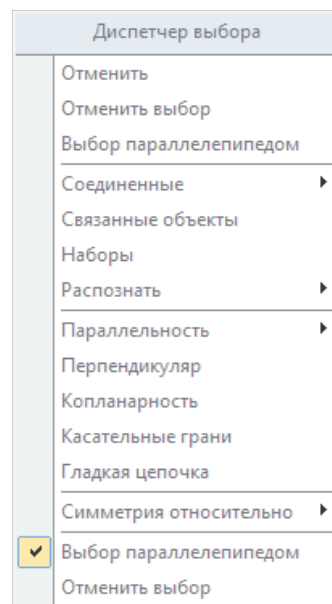 Диспетчер выбора
Отменить
Отменить выбор
Выбор параллелепипедом
Соединенные
Связанные объекты
Наборы
Распознать
Параллельность
Перпендикуляр
Копланарность
Касательные грани
Гладкая цепочка
Симметрия относительно
Выбор параллелепипедом
Отменить выбор